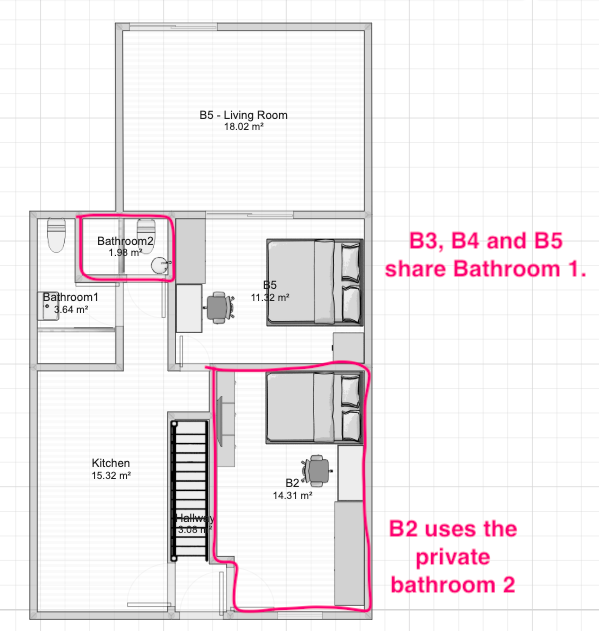 B5 - Living Room
18.02 m²
Bathroom2
1.98 m²
B3, B4 and B5
share Bathroom 1.
B5
11.32 m²
Bathroom1
3.64 m²
Kitchen
15.32 m²
B2
14.31 m²
Hallway
3.08 m²
B2 uses the
private
bathroom 2